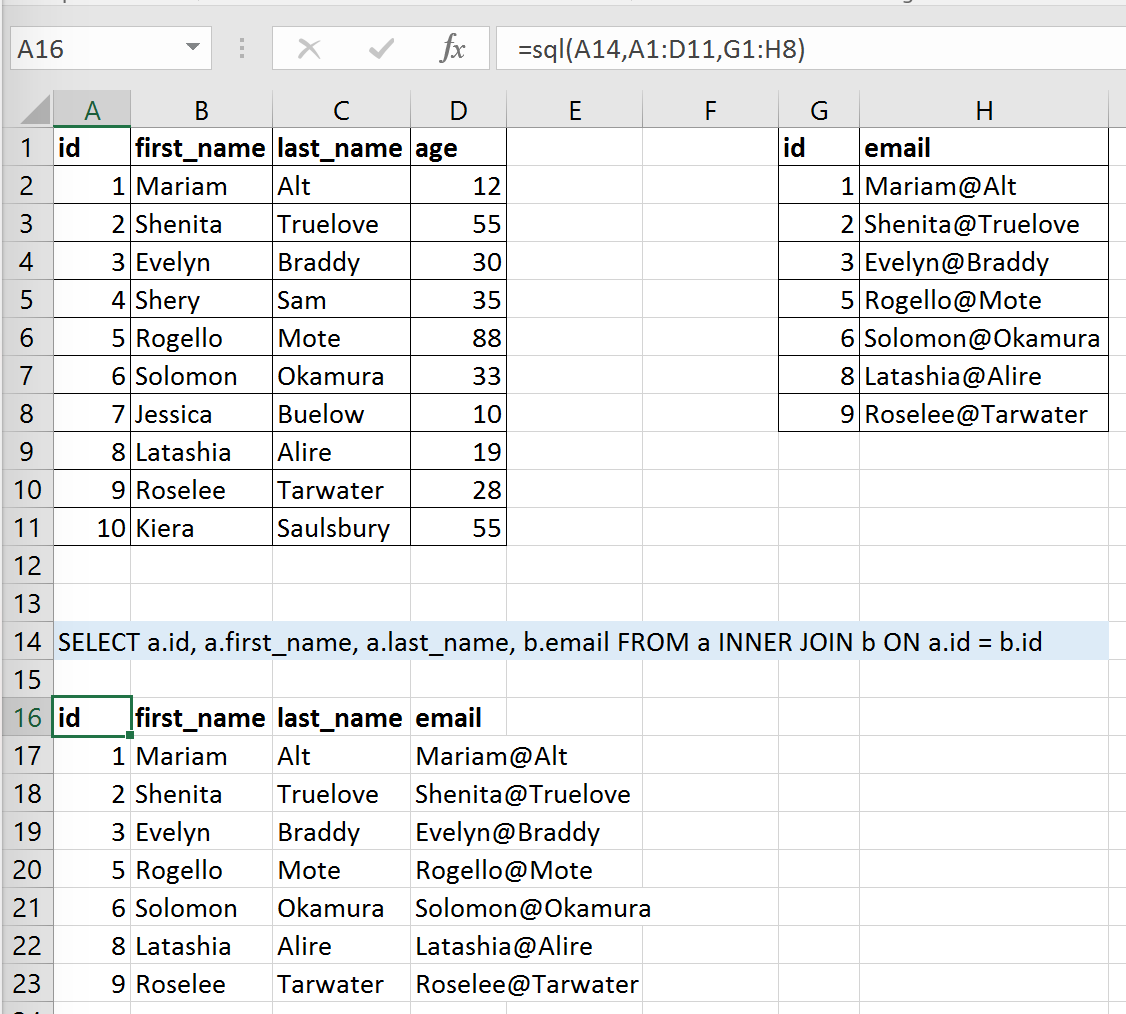 A16 fx =sql(A14,A1:D11,G1:H8)
A B C D E F G H
1 id first_name last_name age id email
2 1 Mariam Alt 12 1 Mariam@Alt
3 2 Shenita Truelove 55 2 Shenita@Truelove
4 3 Evelyn Braddy 30 3 Evelyn@Braddy
5 4 Shery Sam 35 5 Rogello@Mote
6 5 Rogello Mote 88 6 Solomon@Okamura
7 6 Solomon Okamura 33 8 Latashia@Alire
8 7 Jessica Buelow 10 9 Roselee@Tarwater
9 8 Latashia Alire 19
10 9 Roselee Tarwater 28
11 10 Kiera Saulsbury 55
12
13
14 SELECT a.id, a.first_name, a.last_name, b.email FROM a INNER JOIN b ON a.id = b.id
15
16 id first_name last_name email
17 1 Mariam Alt Mariam@Alt
18 2 Shenita Truelove Shenita@Truelove
19 3 Evelyn Braddy Evelyn@Braddy
20 5 Rogello Mote Rogello@Mote
21 6 Solomon Okamura Solomon@Okamura
22 8 Latashia Alire Latashia@Alire
23 9 Roselee Tarwater Roselee@Tarwater